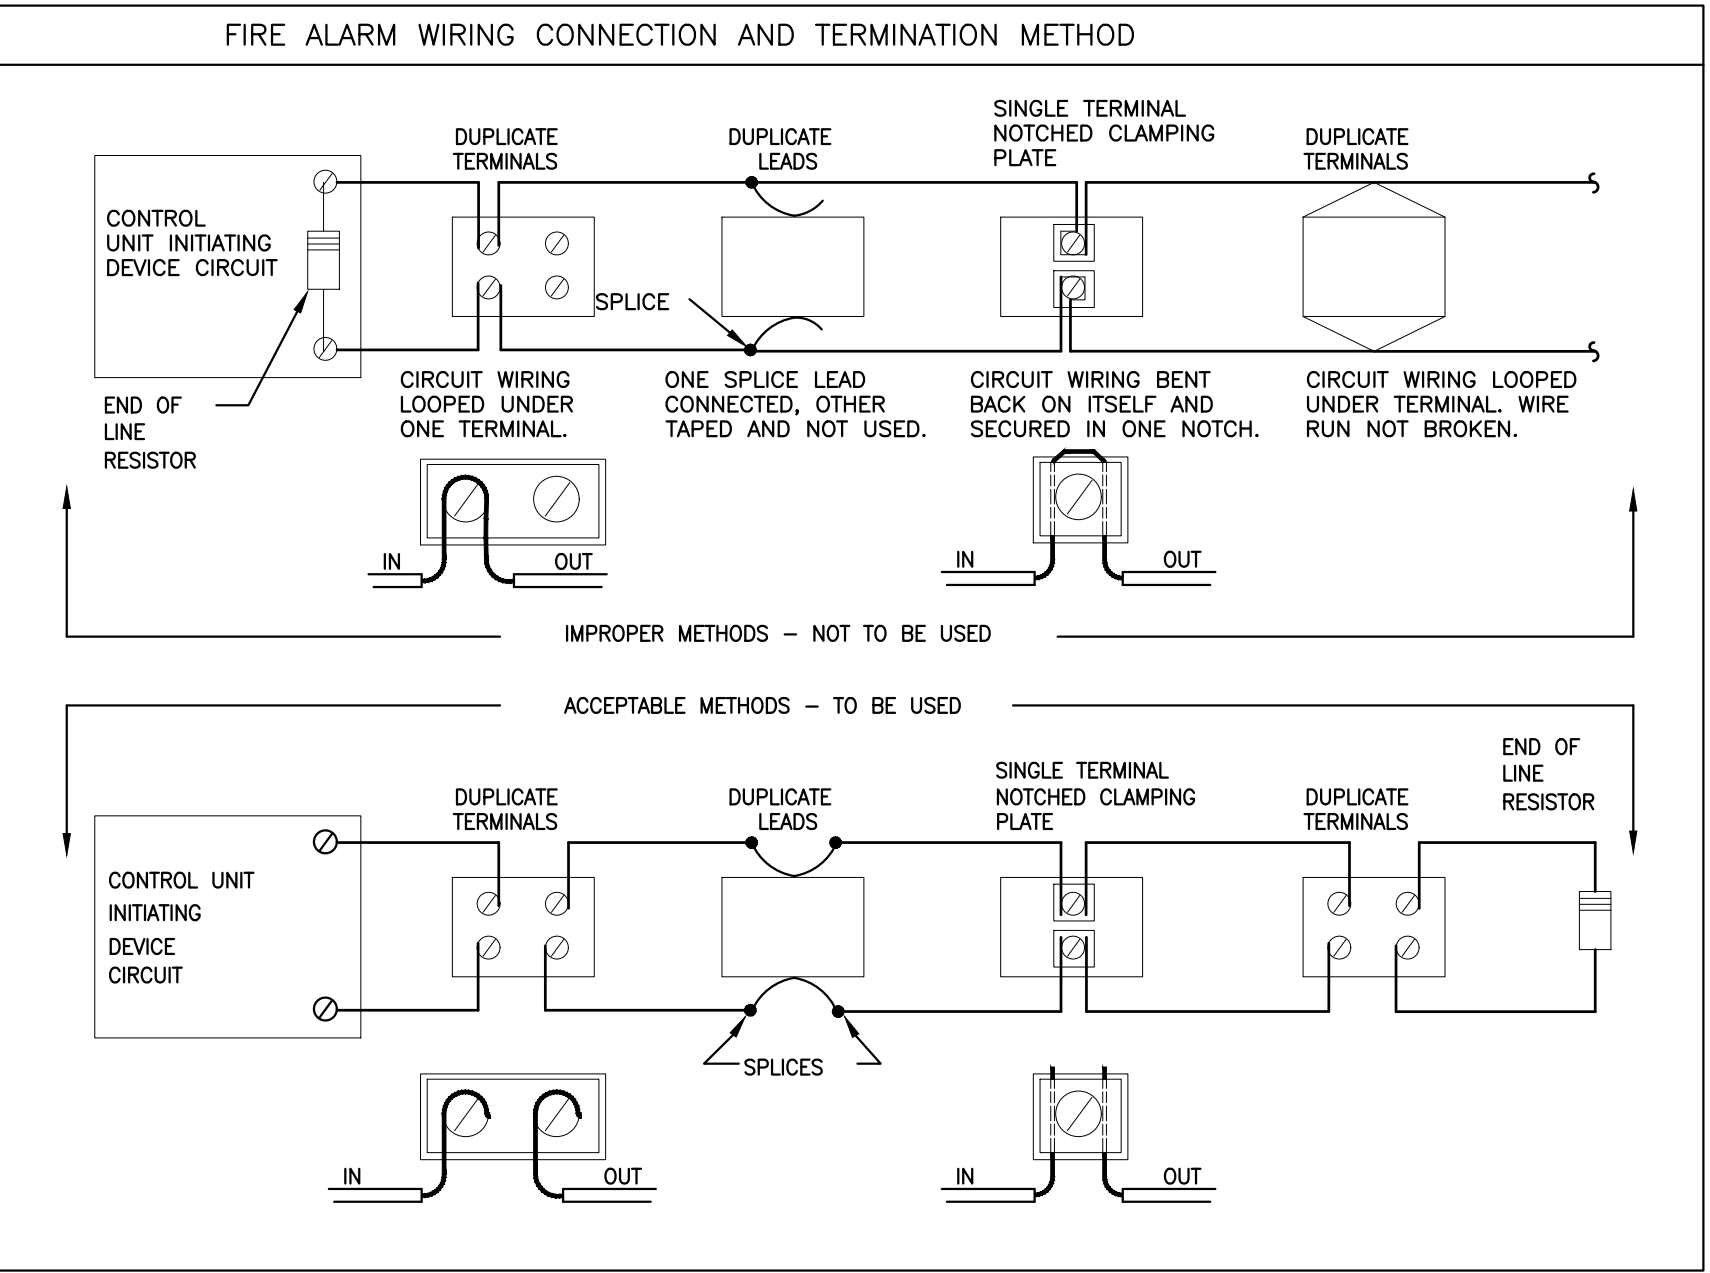 FIRE ALARM WIRING CONNECTION AND TERMINATION METHOD
DUPLICATE
TERMINALS
DUPLICATE
LEADS
SINGLE TERMINAL
NOTCHED CLAMPING
PLATE
DUPLICATE
TERMINALS
CONTROL
UNIT INITIATING
DEVICE CIRCUIT
SPLICE
END OF
LINE
RESISTOR
CIRCUIT WIRING
LOOPED UNDER
ONE TERMINAL.
ONE SPLICE LEAD
CONNECTED, OTHER
TAPED AND NOT USED.
CIRCUIT WIRING BENT
BACK ON ITSELF AND
SECURED IN ONE NOTCH.
CIRCUIT WIRING LOOPED
UNDER TERMINAL. WIRE
RUN NOT BROKEN.
IN
OUT
IN
OUT
IMPROPER METHODS – NOT TO BE USED
ACCEPTABLE METHODS – TO BE USED
END OF
LINE
RESISTOR
DUPLICATE
TERMINALS
DUPLICATE
LEADS
SINGLE TERMINAL
NOTCHED CLAMPING
PLATE
DUPLICATE
TERMINALS
CONTROL UNIT
INITIATING
DEVICE
CIRCUIT
SPLICES
IN
OUT
IN
OUT